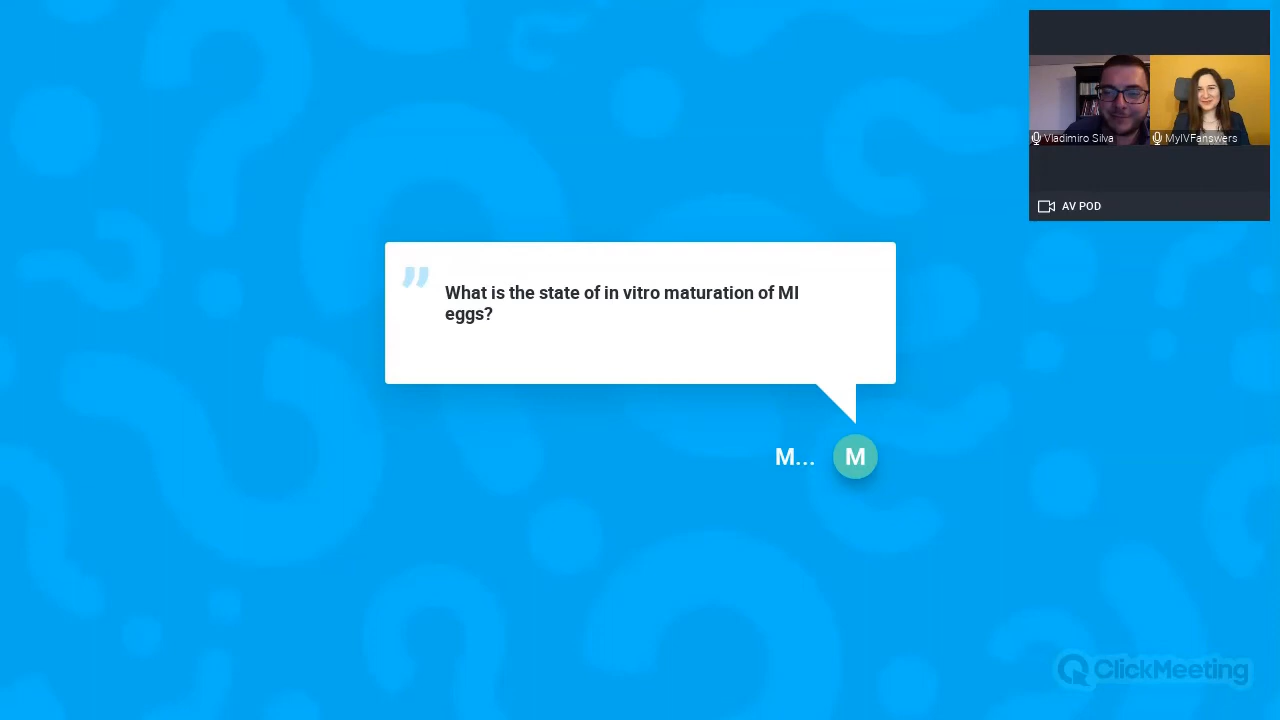 Vladimiro Silva
MyIVFanswers
AV POD
”
What is the state of in vitro maturation of MI
eggs?
M...
M
ClickMeeting